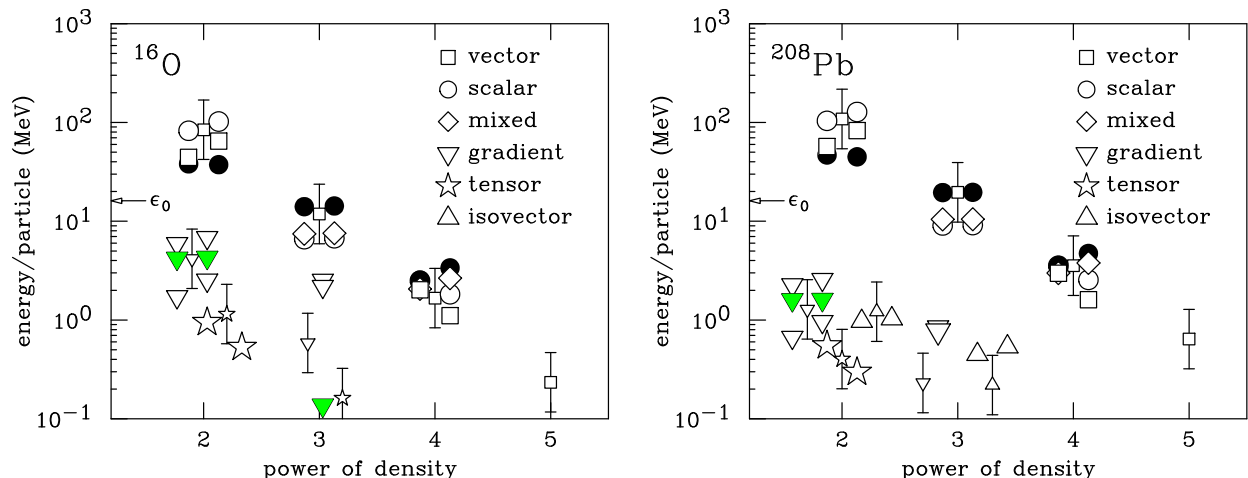 10³
10²
10¹
10⁰
10⁻¹
energy/particle (MeV)
¹⁶O
ϵ₀
vector
scalar
mixed
gradient
tensor
isovector
2 3 4 5
power of density
10³
10²
10¹
10⁰
10⁻¹
energy/particle (MeV)
²⁰⁸Pb
ϵ₀
vector
scalar
mixed
gradient
tensor
isovector
2 3 4 5
power of density